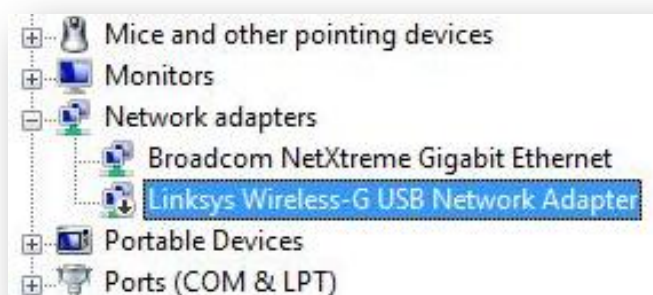 Mice and other pointing devices
Monitors
Network adapters
Broadcom NetXtreme Gigabit Ethernet
Linksys Wireless-G USB Network Adapter
Portable Devices
Ports (COM & LPT)